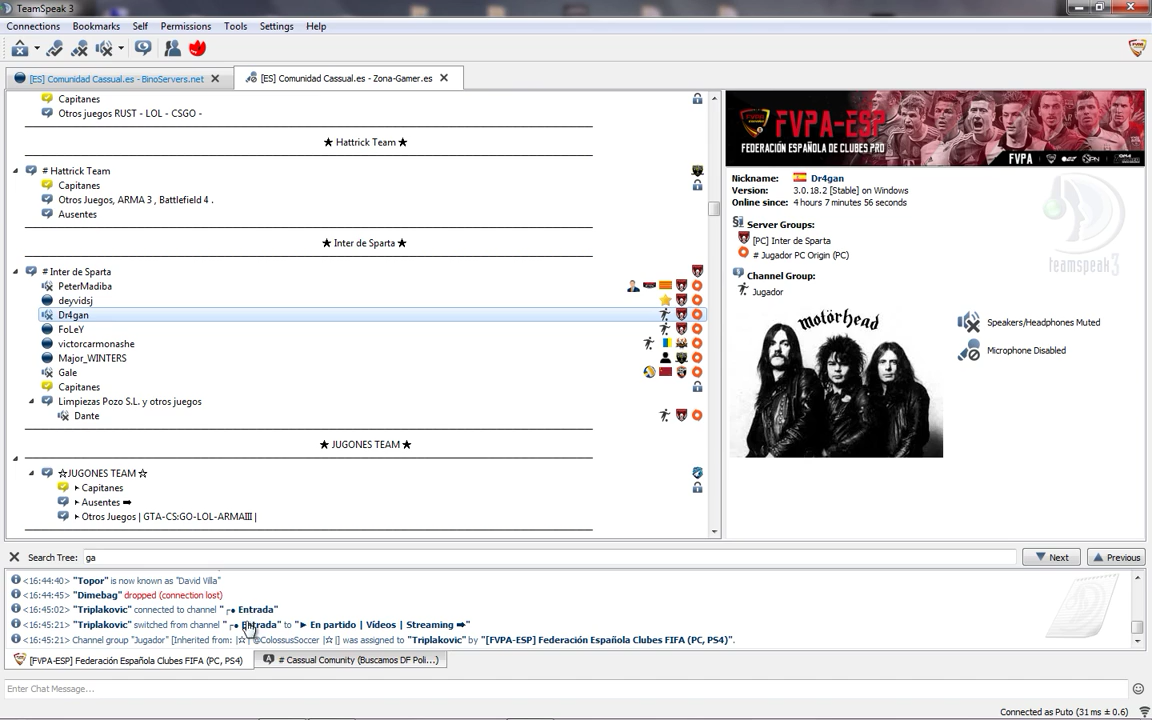 TeamSpeak 3
Connections Bookmarks Self Permissions Tools Settings Help
[ES] Comunidad Cassual.es - BinoServers.net
[ES] Comunidad Cassual.es - Zona-Gamer.es
Capitanes
Otros juegos RUST - LOL - CSGO -
★ Hattrick Team ★
# Hattrick Team
Capitanes
Otros Juegos, ARMA 3 , Battlefield 4 .
Ausentes
★ Inter de Sparta ★
# Inter de Sparta
PeterMadiba
deyvidsj
Dr4gan
FoLeY
victorcarmonashe
Major_WINTERS
Gale
Capitanes
Limpiezas Pozo S.L. y otros juegos
Dante
★ JUGONES TEAM ★
☆JUGONES TEAM ☆
► Capitanes
► Ausentes ➡
► Otros Juegos | GTA-CS:GO-LOL-ARMAⅢ |
FVPA-ESP
FEDERACIÓN ESPAÑOLA DE CLUBES PRO
FVPA
Nickname: Dr4gan
Version: 3.0.18.2 [Stable] on Windows
Online since: 4 hours 7 minutes 56 seconds
Server Groups:
[PC] Inter de Sparta
# Jugador PC Origin (PC)
Channel Group:
Jugador
teamspeak3
motörhead
Speakers/Headphones Muted
Microphone Disabled
Search Tree: ga
Next Previous
<16:44:40> "Topor" is now known as "David Villa"
<16:44:45> "Dimebag" dropped (connection lost)
<16:45:02> "Triplakovic" connected to channel "╭● Entrada"
<16:45:21> "Triplakovic" switched from channel "╭● Entrada" to "► En partido | Vídeos | Streaming ➡"
<16:45:21> Channel group "Jugador" [Inherited from: |☆| @ColossusSoccer |☆|] was assigned to "Triplakovic" by "[FVPA-ESP] Federación Española Clubes FIFA (PC, PS4)".
[FVPA-ESP] Federación Española Clubes FIFA (PC, PS4)
# Cassual Comunity (Buscamos DF Poli...)
Enter Chat Message...
Connected as Puto (31 ms ± 0.6)